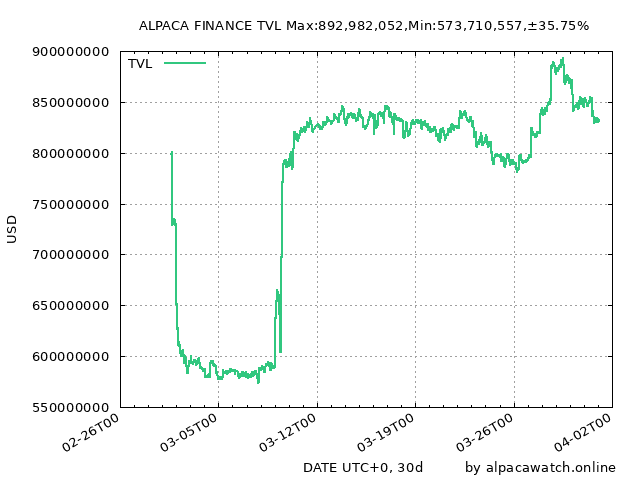 ALPACA FINANCE TVL Max:892,982,052,Min:573,710,557,±35.75%
TVL
900000000
850000000
800000000
750000000
700000000
650000000
600000000
550000000
USD
02-26T00
03-05T00
03-12T00
03-19T00
03-26T00
04-02T00
DATE UTC+0, 30d
by alpacawatch.online